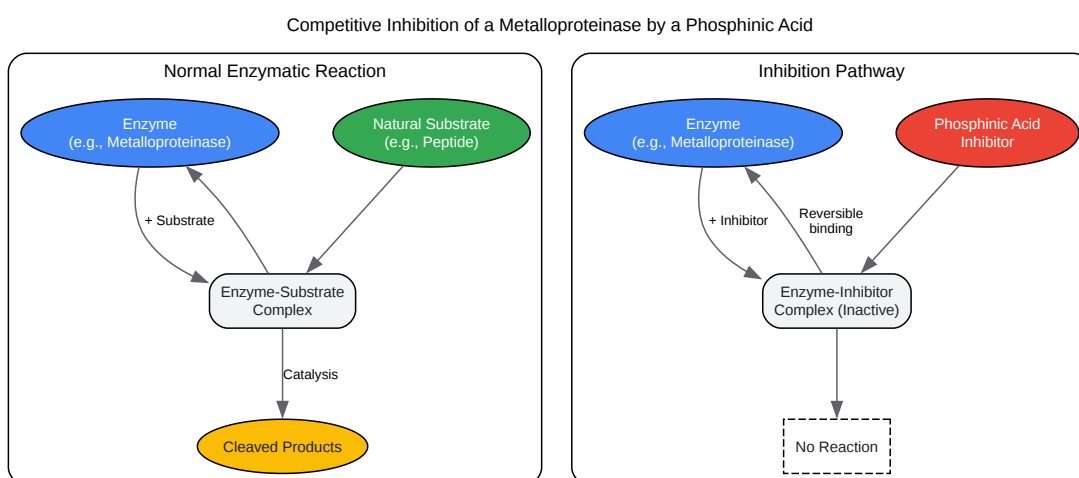 Competitive Inhibition of a Metalloproteinase by a Phosphinic Acid
Normal Enzymatic Reaction
Enzyme
(e.g., Metalloproteinase)
Natural Substrate
(e.g., Peptide)
+ Substrate
Enzyme-Substrate
Complex
Catalysis
Cleaved Products
Inhibition Pathway
Enzyme
(e.g., Metalloproteinase)
Phosphinic Acid
Inhibitor
+ Inhibitor
Reversible
binding
Enzyme-Inhibitor
Complex (Inactive)
No Reaction